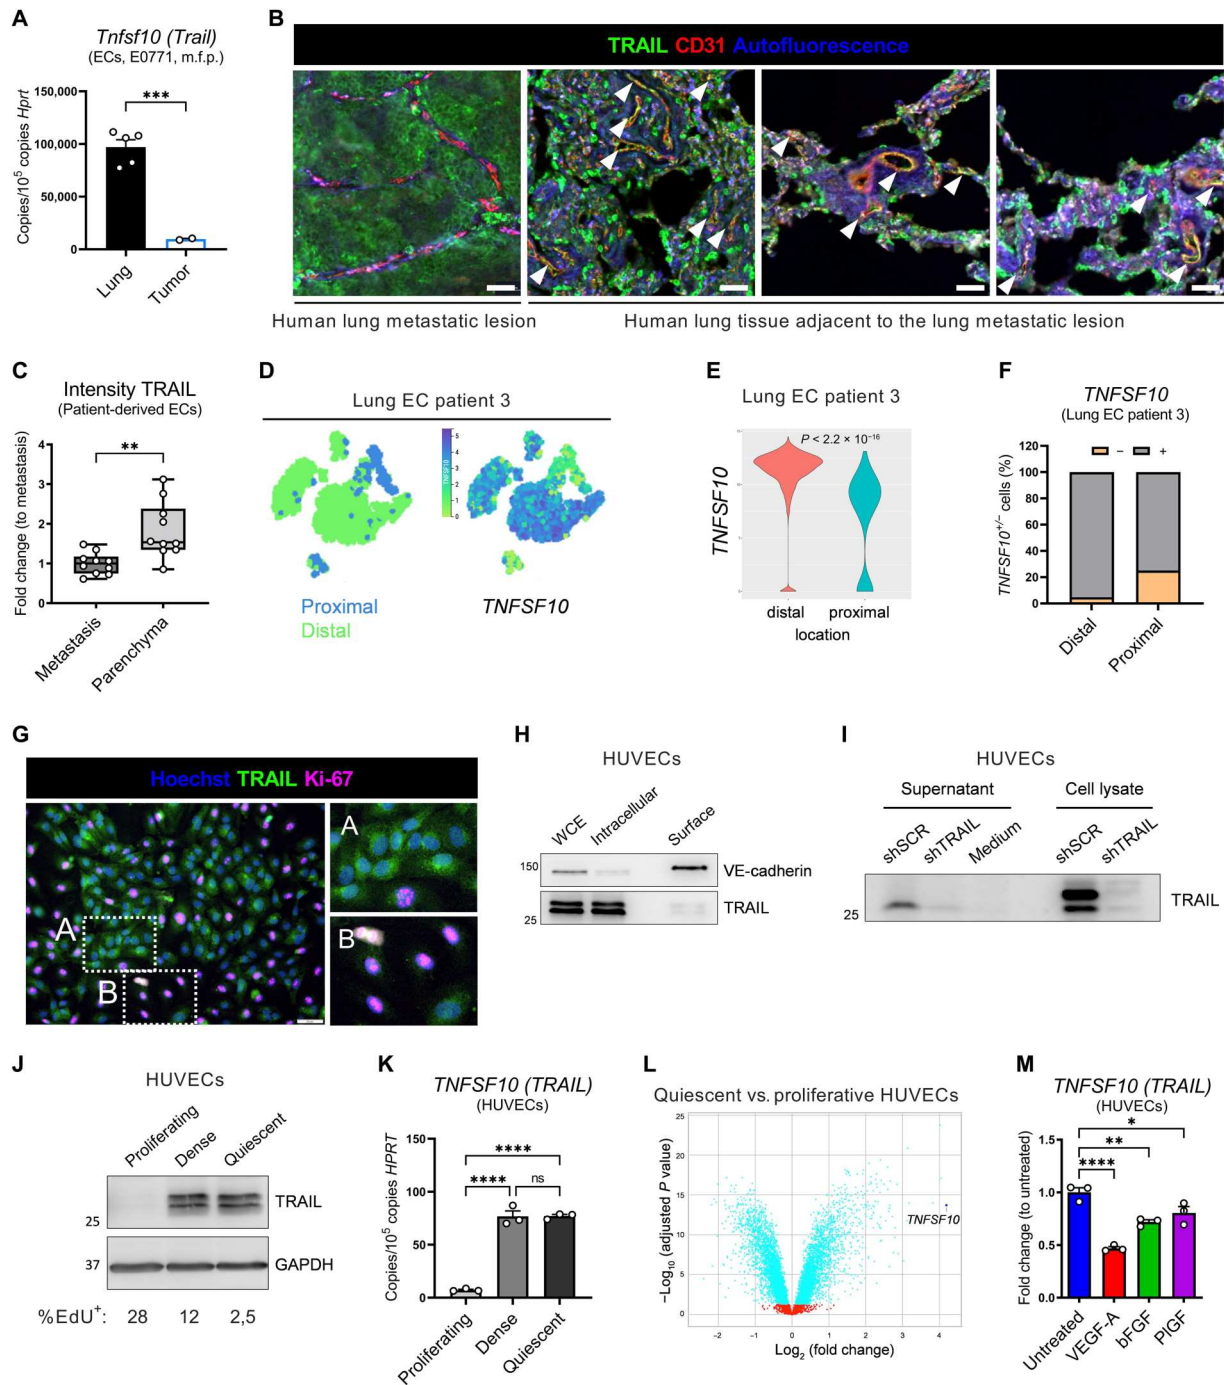 A
Tnfsf10 (Trail)
(ECs, E0771, m.f.p.)
***
150,000
100,000
50,000
0
Copies/10⁵ copies Hprt
Lung
Tumor
B
TRAIL CD31 Autofluorescence
Human lung metastatic lesion
Human lung tissue adjacent to the lung metastatic lesion
C
Intensity TRAIL
(Patient-derived ECs)
**
4
3
2
1
0
Fold change (to metastasis)
Metastasis
Parenchyma
D
Lung EC patient 3
5
4
3
2
1
0
TNFSF10
Proximal
Distal
TNFSF10
E
Lung EC patient 3
P < 2.2 × 10⁻¹⁶
TNFSF10
distal
proximal
location
F
TNFSF10
(Lung EC patient 3)
− +
120
100
80
60
40
20
0
TNFSF10⁺/⁻ cells (%)
Distal
Proximal
G
Hoechst TRAIL Ki-67
A
B
A
B
H
HUVECs
WCE
Intracellular
Surface
150
VE-cadherin
TRAIL
25
I
HUVECs
Supernatant
Cell lysate
shSCR
shTRAIL
Medium
shSCR
shTRAIL
25
TRAIL
J
HUVECs
Proliferating
Dense
Quiescent
TRAIL
25
37
GAPDH
%EdU⁺: 28 12 2,5
K
TNFSF10 (TRAIL)
(HUVECs)
****
**** ns
150
100
50
0
Copies/10⁵ copies HPRT
Proliferating
Dense
Quiescent
L
Quiescent vs. proliferative HUVECs
25
20
15
10
5
0
−Log₁₀ (adjusted P value)
TNFSF10
−2 −1 0 1 2 3 4
Log₂ (fold change)
M
TNFSF10 (TRAIL)
(HUVECs)
*
**
****
1.5
1.0
0.5
0.0
Fold change (to untreated)
Untreated
VEGF-A
bFGF
PlGF